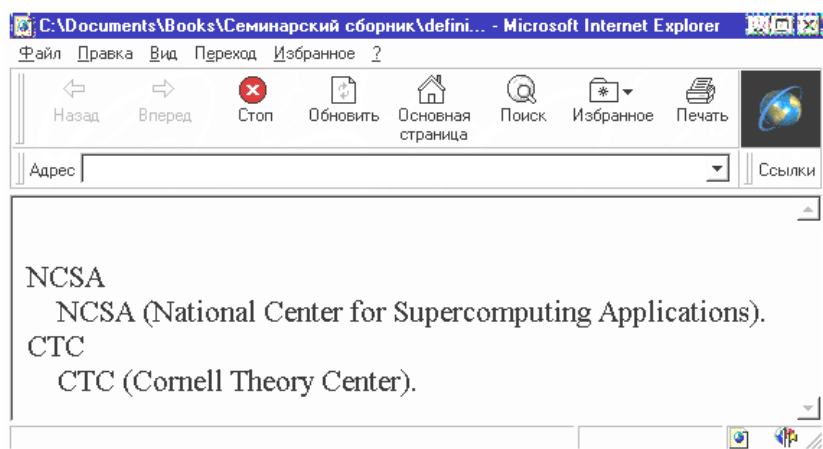 C:\Documents\Books\Семинарский сборник\defini... - Microsoft Internet Explorer
Файл Правка Вид Переход Избранное ?
Назад Вперед Стоп Обновить Основная страница Поиск Избранное Печать
Адрес Ссылки
NCSA
NCSA (National Center for Supercomputing Applications).
CTC
CTC (Cornell Theory Center).